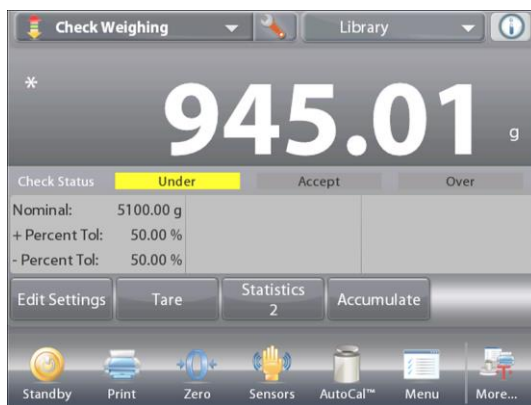 Check Weighing Library
* 945.01 g
Check Status Under Accept Over
Nominal: 5100.00 g
+ Percent Tol: 50.00 %
- Percent Tol: 50.00 %
Edit Settings Tare Statistics 2 Accumulate
Standby Print Zero Sensors AutoCal™ Menu More...